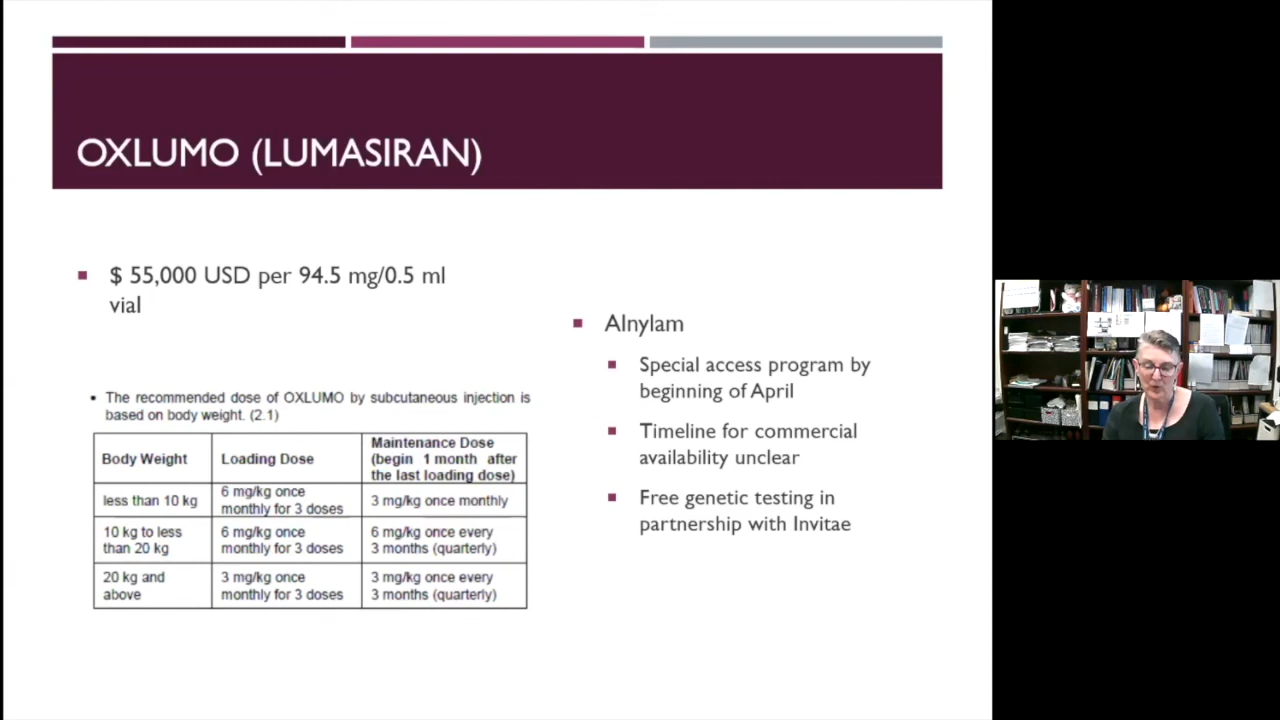 OXLUMO (LUMASIRAN)
$ 55,000 USD per 94.5 mg/0.5 ml
vial
• The recommended dose of OXLUMO by subcutaneous injection is
based on body weight. (2.1)
Body Weight
Loading Dose
Maintenance Dose
(begin 1 month after
the last loading dose)
less than 10 kg
6 mg/kg once
monthly for 3 doses
3 mg/kg once monthly
10 kg to less
than 20 kg
6 mg/kg once
monthly for 3 doses
6 mg/kg once every
3 months (quarterly)
20 kg and
above
3 mg/kg once
monthly for 3 doses
3 mg/kg once every
3 months (quarterly)
Alnylam
Special access program by
beginning of April
Timeline for commercial
availability unclear
Free genetic testing in
partnership with Invitae